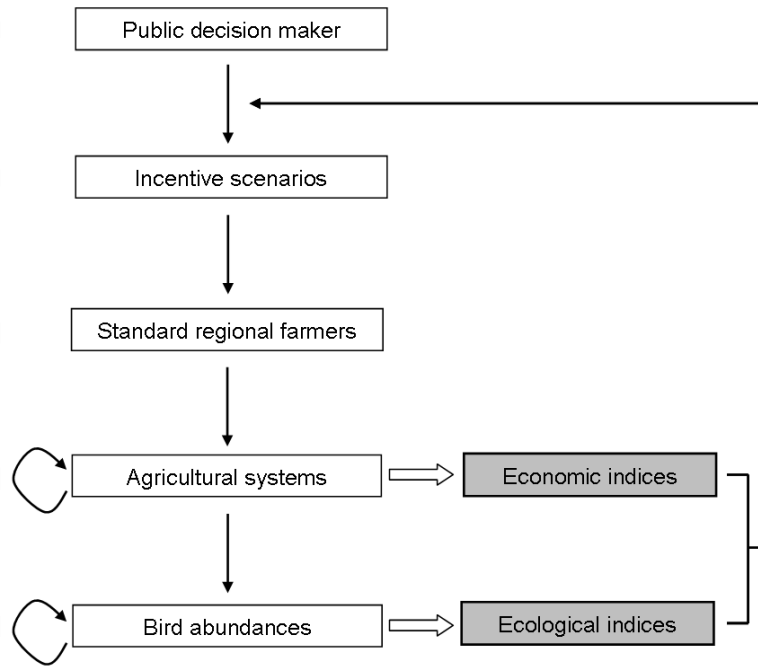 Public decision maker
Incentive scenarios
Standard regional farmers
Agricultural systems
Economic indices
Bird abundances
Ecological indices